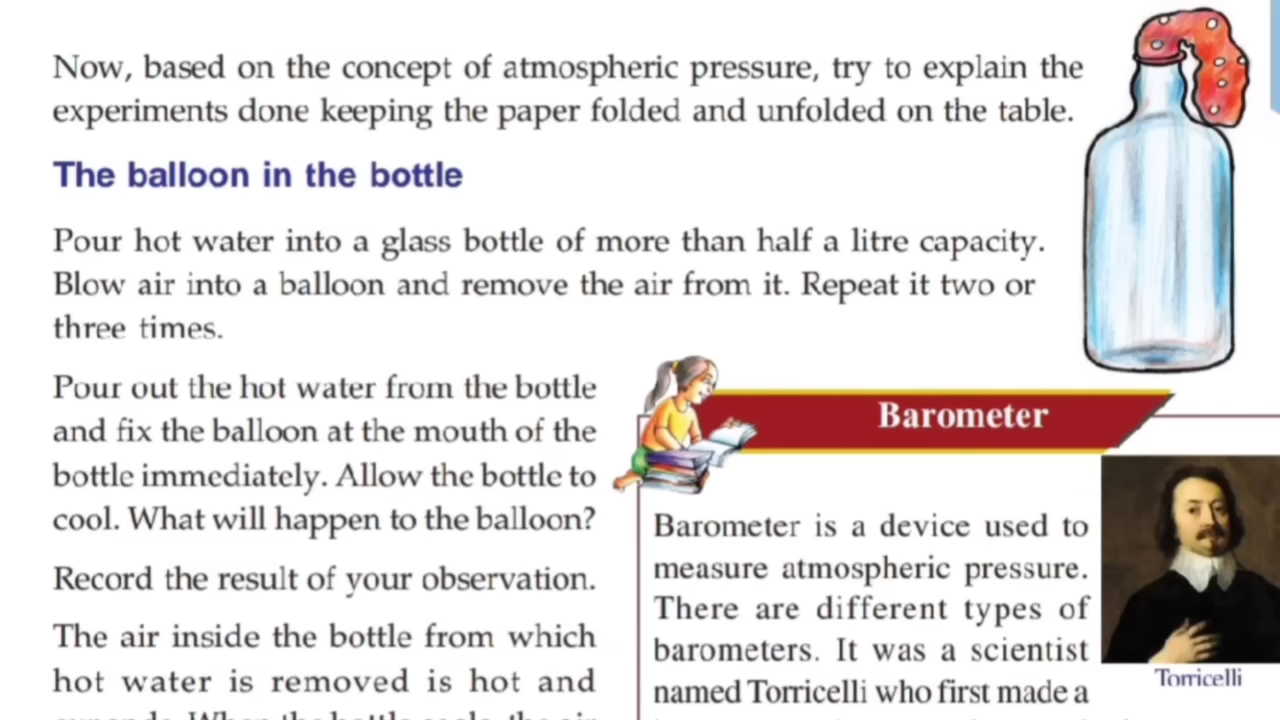 Now, based on the concept of atmospheric pressure, try to explain the
experiments done keeping the paper folded and unfolded on the table.
The balloon in the bottle
Pour hot water into a glass bottle of more than half a litre capacity.
Blow air into a balloon and remove the air from it. Repeat it two or
three times.
Pour out the hot water from the bottle
and fix the balloon at the mouth of the
bottle immediately. Allow the bottle to
cool. What will happen to the balloon?
Record the result of your observation.
The air inside the bottle from which
hot water is removed is hot and
Barometer
Barometer is a device used to
measure atmospheric pressure.
There are different types of
barometers. It was a scientist
named Torricelli who first made a
Torricelli